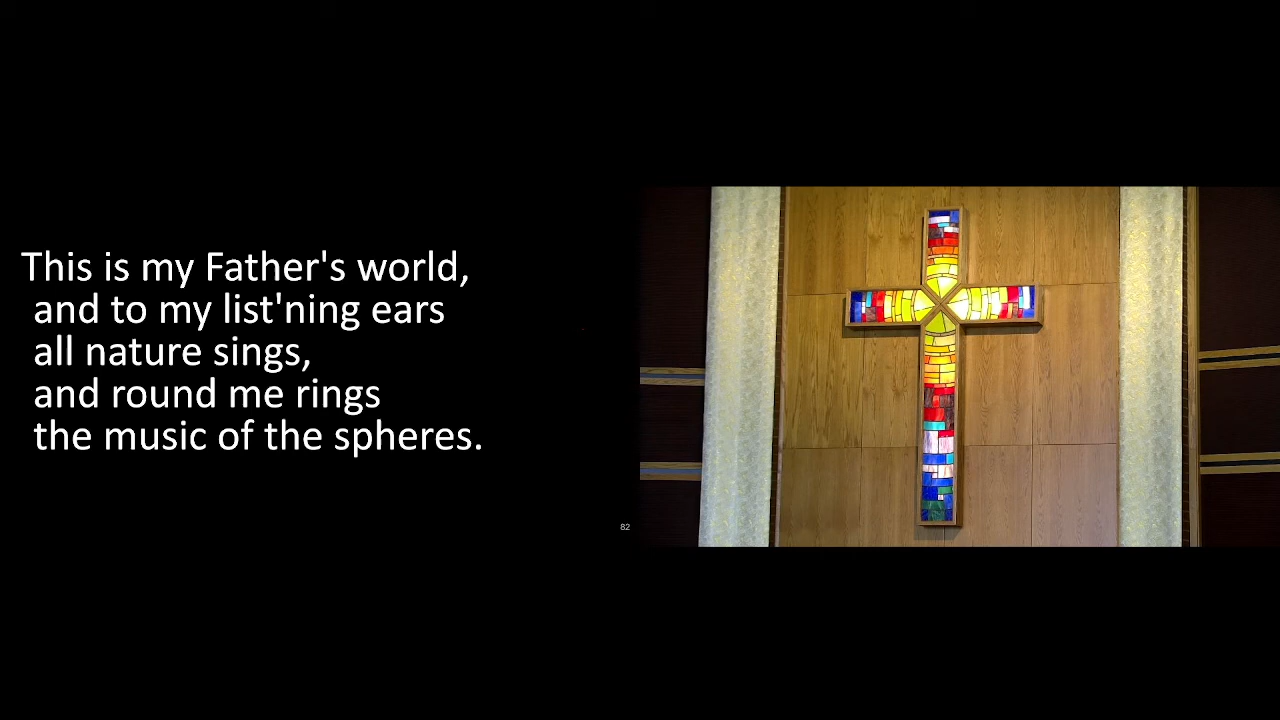 This is my Father's world,
and to my list'ning ears
all nature sings,
and round me rings
the music of the spheres.
82